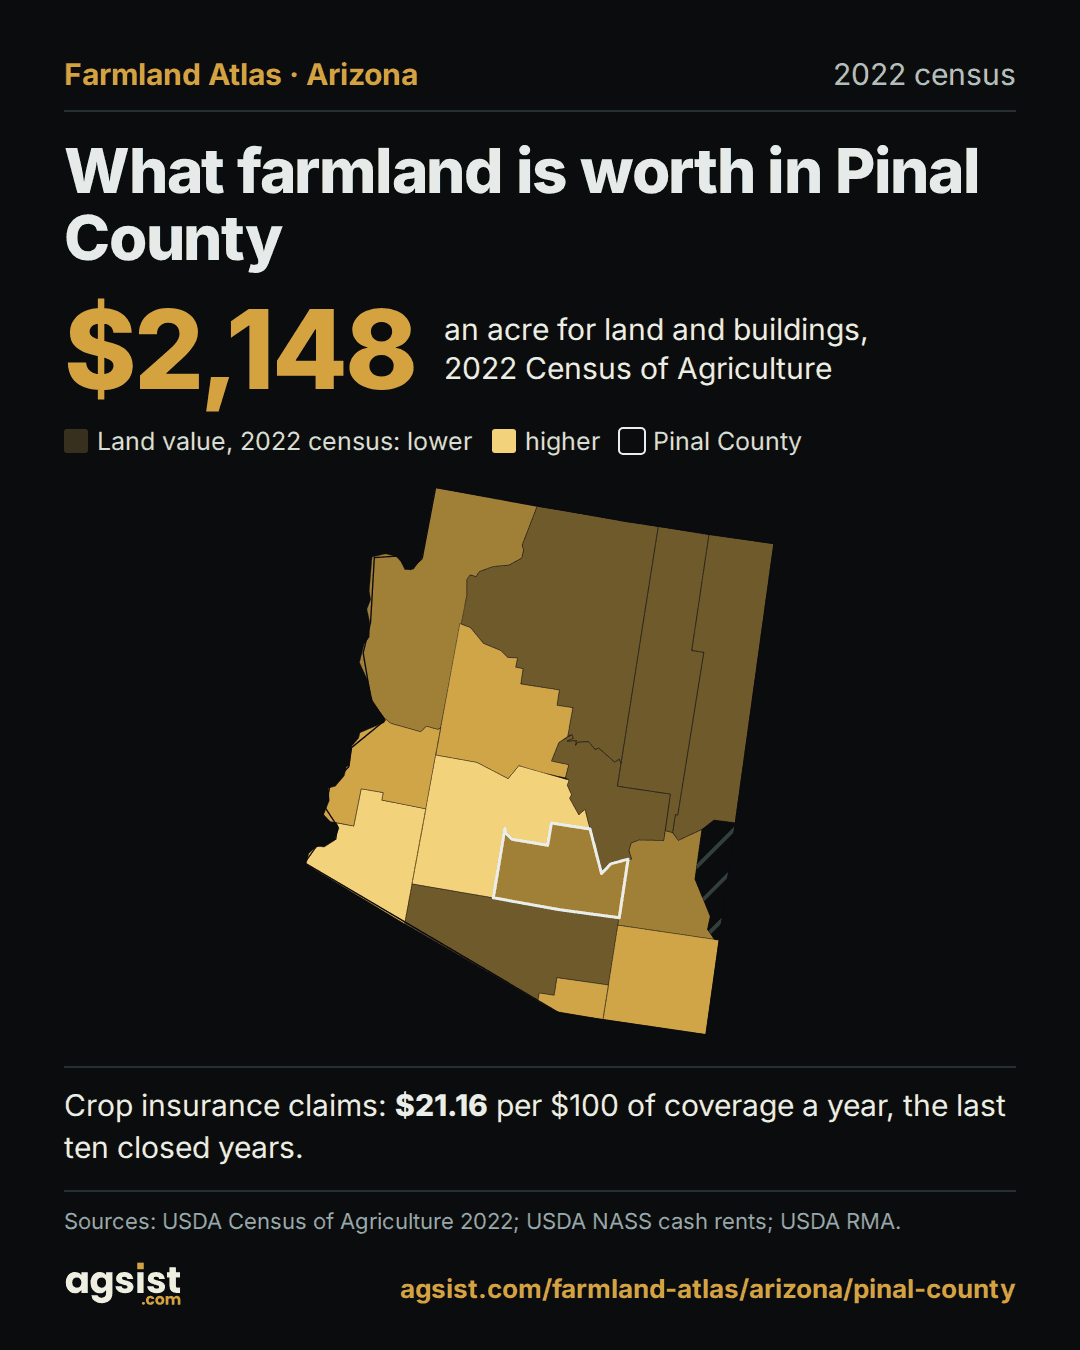 Farmland Atlas · Arizona
2022 census
What farmland is worth in Pinal
County
$2,148
an acre for land and buildings,
2022 Census of Agriculture
Land value, 2022 census: lower
higher
Pinal County
Crop insurance claims: $21.16 per $100 of coverage a year, the last
ten closed years.
Sources: USDA Census of Agriculture 2022; USDA NASS cash rents; USDA RMA.
agsist
.com
agsist.com/farmland-atlas/arizona/pinal-county